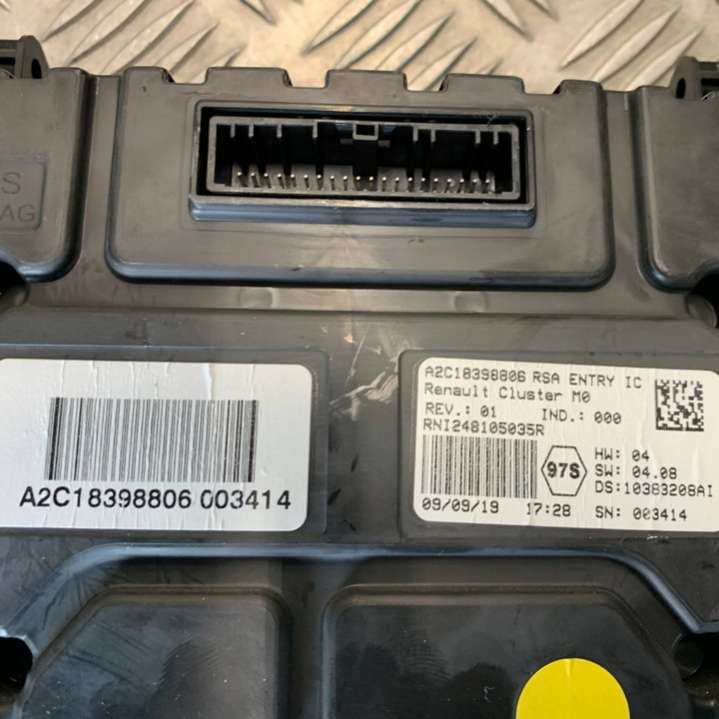 S
AG
A2C18398806 003414
A2C18398806 RSA ENTRY IC
Renault Cluster M0
REV.: 01 IND.: 000
RNI248105035R
97S
HW: 04
SW: 04.08
DS:10383208AI
09/09/19 17:28 SN: 003414